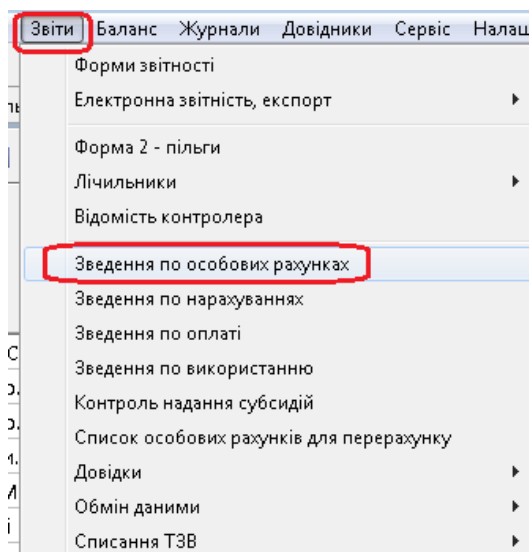 Звіти Баланс Журнали Довідники Сервіс Налаш
Форми звітності
Електронна звітність, експорт
Форма 2 - пільги
Лічильники
Відомість контролера
Зведення по особових рахунках
Зведення по нарахуваннях
Зведення по оплаті
Зведення по використанню
Контроль надання субсидій
Список особових рахунків для перерахунку
Довідки
Обмін даними
Списання ТЗВ